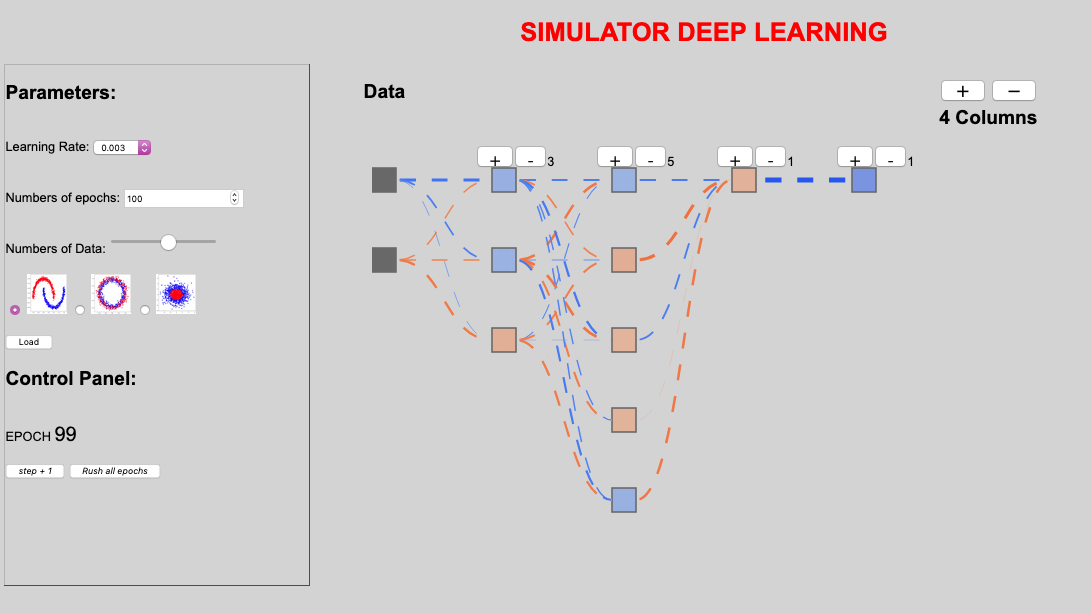 SIMULATOR DEEP LEARNING
Parameters:
Learning Rate: 0.003
Numbers of epochs: 100
Numbers of Data:
Load
Control Panel:
EPOCH 99
step + 1 Rush all epochs
Data
+ −
4 Columns
+ - 3 + - 5 + - 1 + - 1